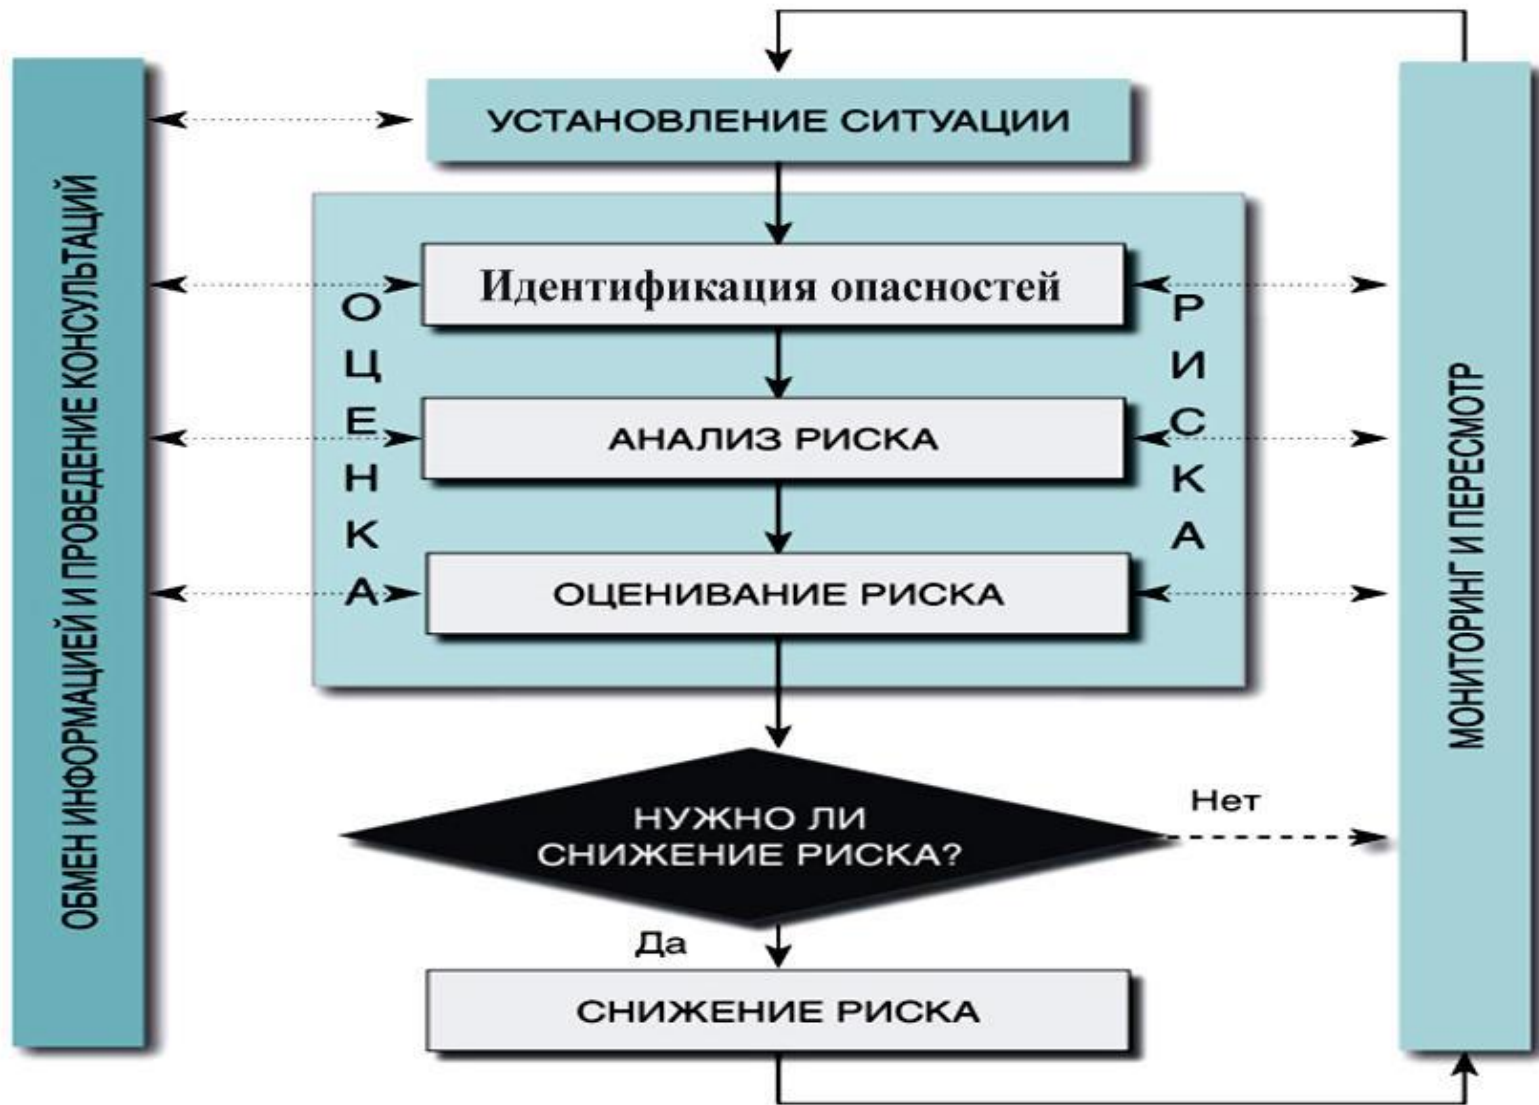 УСТАНОВЛЕНИЕ СИТУАЦИИ
ОБМЕН ИНФОРМАЦИЕЙ И ПРОВЕДЕНИЕ КОНСУЛЬТАЦИЙ
ОЦЕНКА
Идентификация опасностей
АНАЛИЗ РИСКА
ОЦЕНИВАНИЕ РИСКА
РИСКА
МОНИТОРИНГ И ПЕРЕСМОТР
НУЖНО ЛИ
СНИЖЕНИЕ РИСКА?
Нет
Да
СНИЖЕНИЕ РИСКА